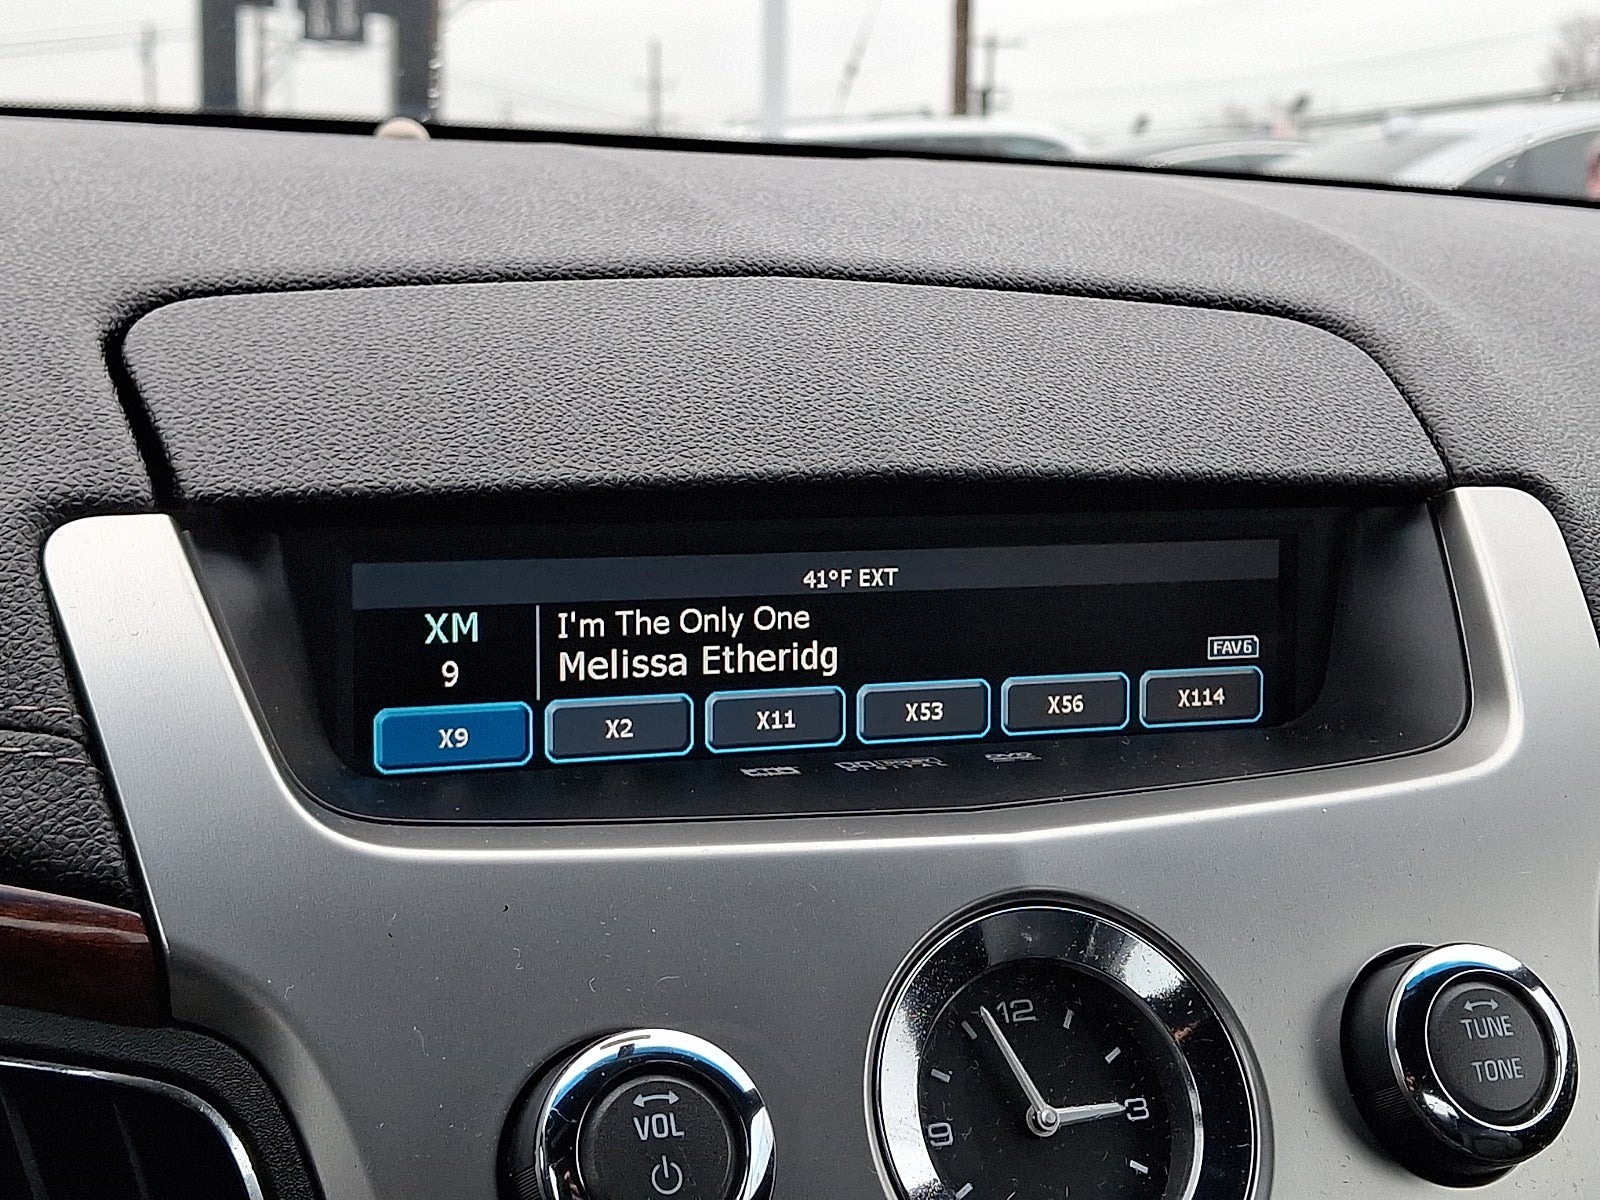 41°F EXT
XM
9
I'm The Only One
Melissa Etheridg
FAV6
X9 X2 X11 X53 X56 X114
12
3
9
VOL
TUNE
TONE